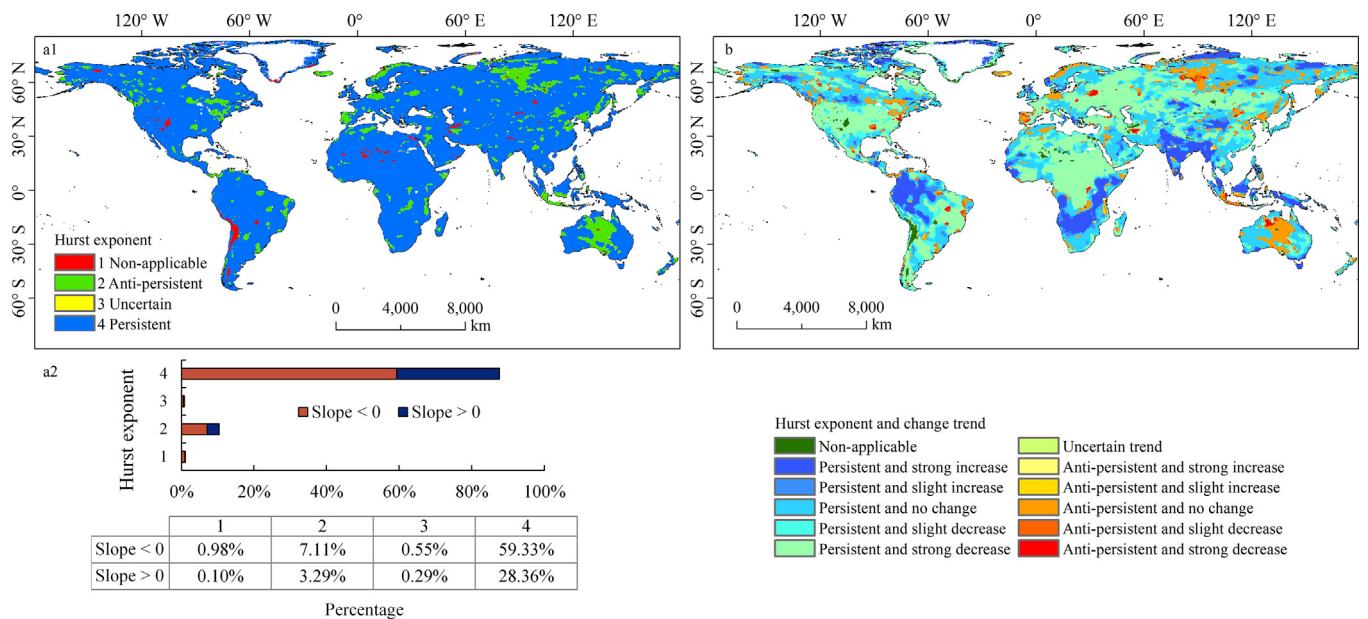 120° W 60° W 0° 60° E 120° E
120° W 60° W 0° 60° E 120° E
a1
b
60° N
30° N
0°
30° S
60° S
60° N
30° N
0°
30° S
60° S
Hurst exponent
1 Non-applicable
2 Anti-persistent
3 Uncertain
4 Persistent
0 4,000 8,000
km
0 4,000 8,000
km
a2
Hurst exponent
4
3
2
1
Slope < 0 Slope > 0
0% 20% 40% 60% 80% 100%
1 2 3 4
Slope < 0 0.98% 7.11% 0.55% 59.33%
Slope > 0 0.10% 3.29% 0.29% 28.36%
Percentage
Hurst exponent and change trend
Non-applicable
Persistent and strong increase
Persistent and slight increase
Persistent and no change
Persistent and slight decrease
Persistent and strong decrease
Uncertain trend
Anti-persistent and strong increase
Anti-persistent and slight increase
Anti-persistent and no change
Anti-persistent and slight decrease
Anti-persistent and strong decrease